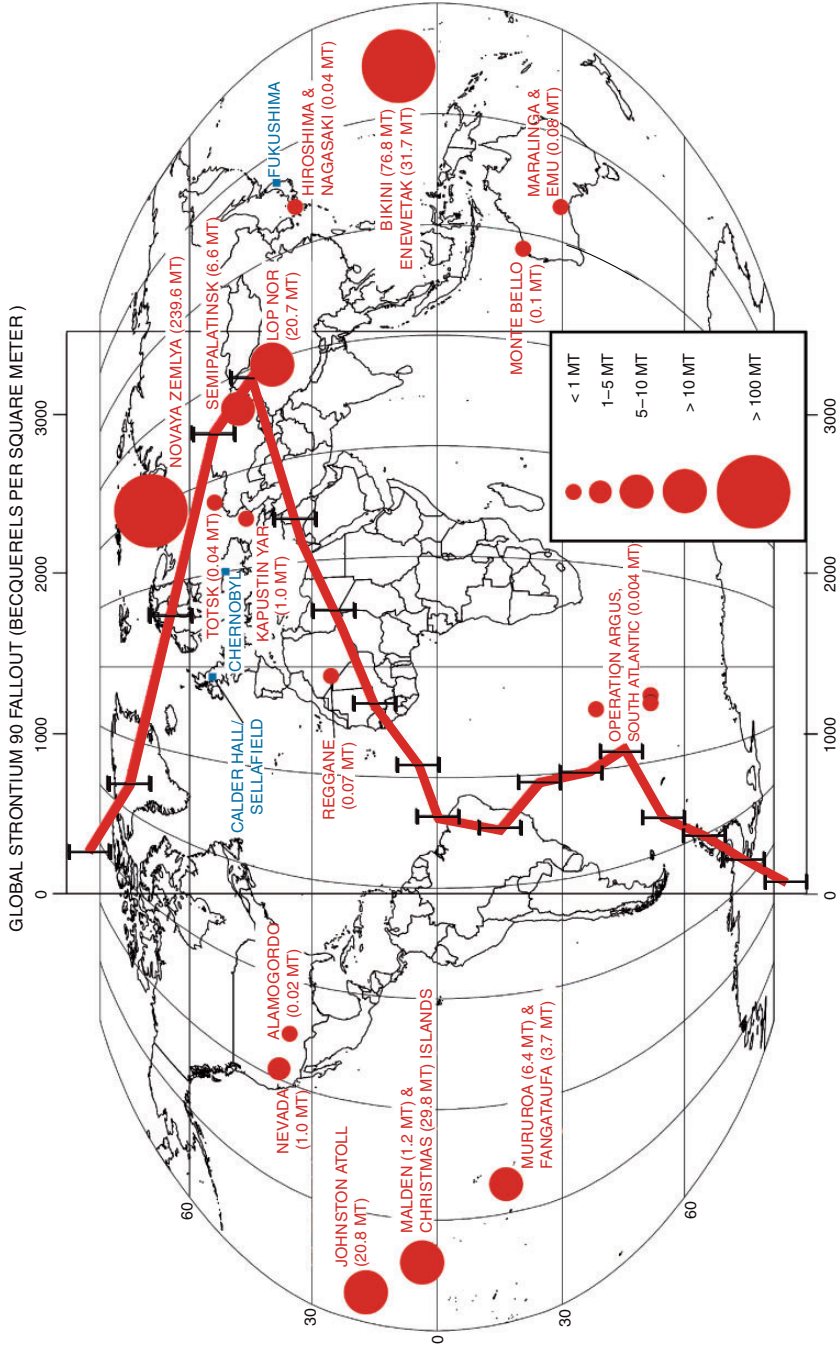 GLOBAL STRONTIUM 90 FALLOUT (BECQUERELS PER SQUARE METER )
0
1000
2000
3000
NOVAYA ZEMLYA (239.6 MT)
SEMIPALATINSK (6.6 MT)
LOP NOR
(20.7 MT)
TOTSK (0.04 MT)
CHERNOBYL
KAPUSTIN YAR
(1.0 MT)
CALDER HALL/
SELLAFIELD
FUKUSHIMA
HIROSHIMA &
NAGASAKI (0.04 MT)
ALAMOGORDO
(0.02 MT)
NEVADA
(1.0 MT)
REGGANE
(0.07 MT)
JOHNSTON ATOLL
(20.8 MT)
MALDEN (1.2 MT) &
CHRISTMAS (29.8 MT) ISLANDS
BIKINI (76.8 MT)
ENEWETAK (31.7 MT)
MURUROA (6.4 MT) &
FANGATAUFA (3.7 MT)
OPERATION ARGUS,
SOUTH ATLANTIC (0.004 MT)
MONTE BELLO
(0.1 MT)
MARALINGA &
EMU (0.08 MT)
60
30
0
30
60
< 1 MT
1–5 MT
5–10 MT
> 10 MT
> 100 MT
0
1000
2000
3000